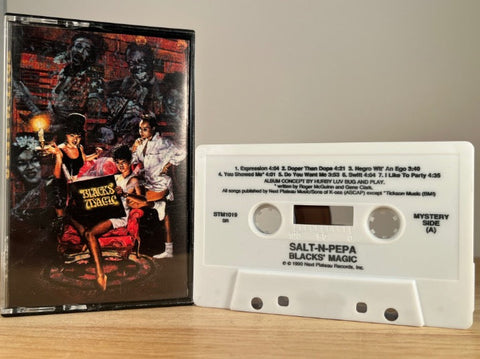 BLACKS'
MAGIC
1. Expression 4:04 2. Doper Than Dope 4:21 3. Negro Wit' An Ego 3:40
4. You Showed Me* 4:01 5. Do You Want Me 3:53 6. Swift 4:04 7. I Like To Party 4:35
ALBUM CONCEPT BY HURBY LUV BUG AND PLAY.
* written by Roger McGuinn and Gene Clark.
All songs published by Next Plateau Music/Sons of K-oss (ASCAP) except *Tickson Music (BMI)
STM1019
SR
MYSTERY
SIDE
(A)
SALT-N-PEPA
BLACKS' MAGIC
℗ © 1990 Next Plateau Records, Inc.